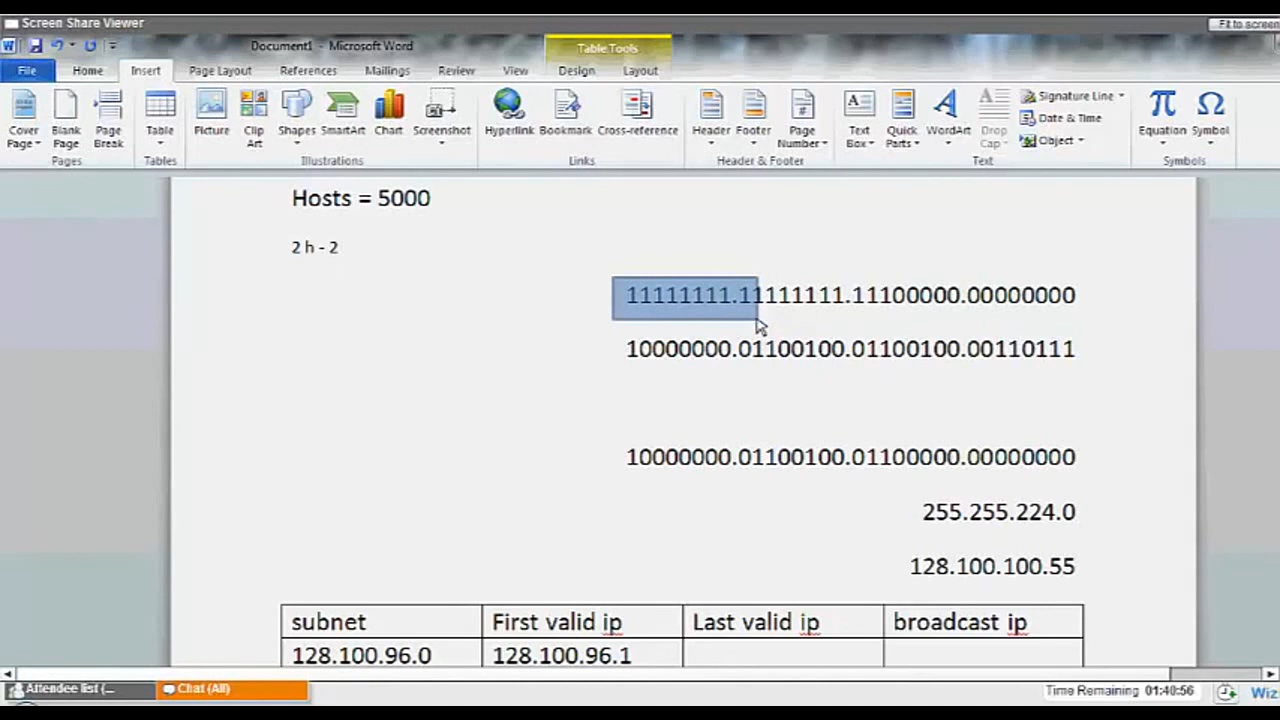 Screen Share Viewer
Fit to screen
Document1 - Microsoft Word
Table Tools
File Home Insert Page Layout References Mailings Review View Design Layout
Cover Page Blank Page Page Break Table Picture Clip Art Shapes SmartArt Chart Screenshot Hyperlink Bookmark Cross-reference Header Footer Page Number Text Box Quick Parts WordArt Drop Cap Signature Line Date & Time Object Equation Symbol
Pages Tables Illustrations Links Header & Footer Text Symbols
Hosts = 5000
2 h - 2
11111111.11111111.11100000.00000000
10000000.01100100.01100100.00110111
10000000.01100100.01100000.00000000
255.255.224.0
128.100.100.55
subnet First valid ip Last valid ip broadcast ip
128.100.96.0 128.100.96.1
Attendee list (... Chat (All) Time Remaining 01:40:56 Wiz